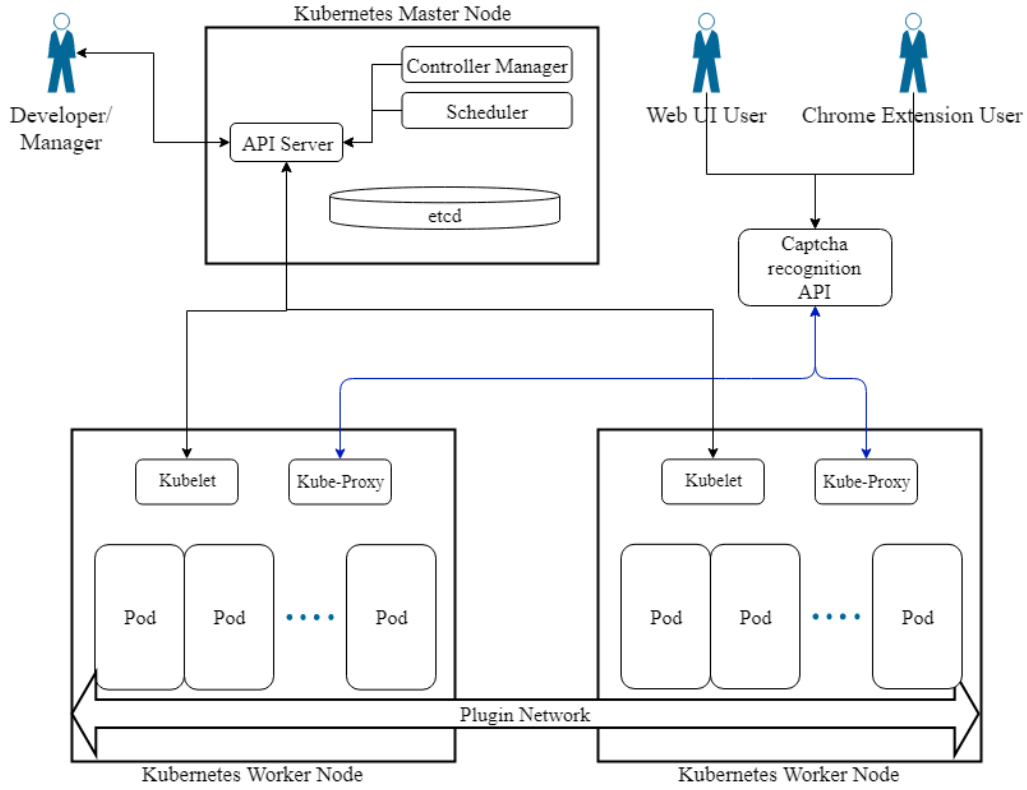 Kubernetes Master Node
Developer/
Manager
Controller Manager
Scheduler
API Server
etcd
Web UI User
Chrome Extension User
Captcha
recognition
API
Kubelet
Kube-Proxy
Kubelet
Kube-Proxy
Pod
Pod
Pod
Pod
Pod
Pod
Plugin Network
Kubernetes Worker Node
Kubernetes Worker Node